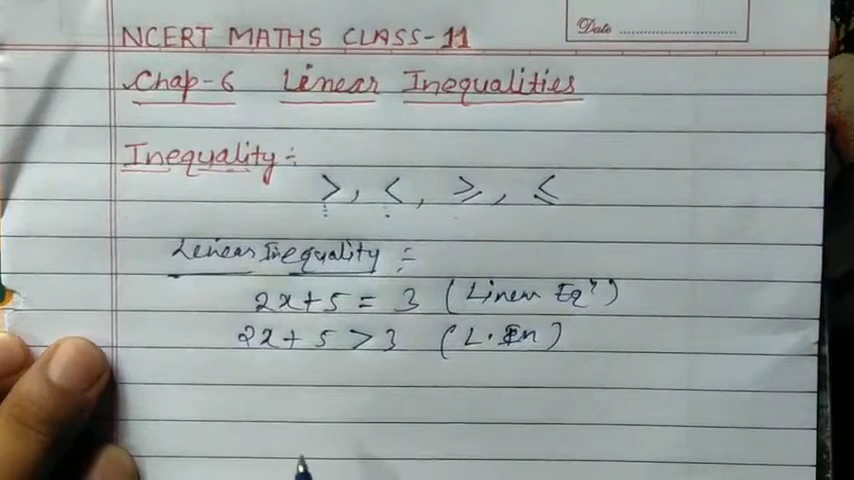 Date ..............................
NCERT MATHS CLASS-11
Chap-6 Linear Inequalities
Inequality :-
>, <, ≥, ≤
Linear Inequality :-
2x+5 = 3 (Linear Eqⁿ)
2x+5 > 3 (L. In)